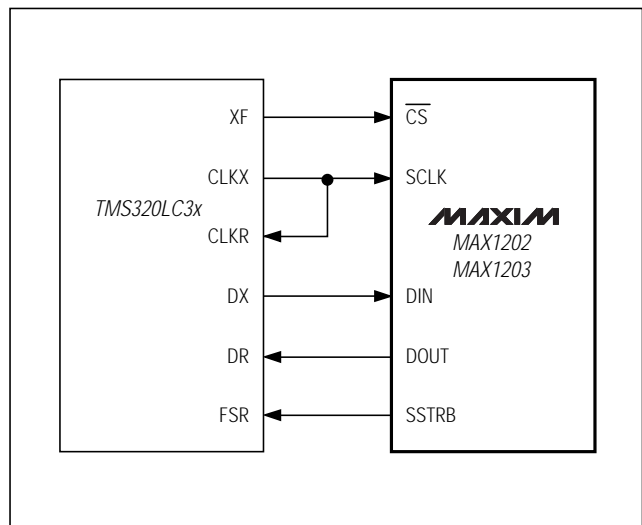 XF
CS
CLKX
SCLK
TMS320LC3x
MAXIM
MAX1202
MAX1203
CLKR
DX
DIN
DR
DOUT
FSR
SSTRB